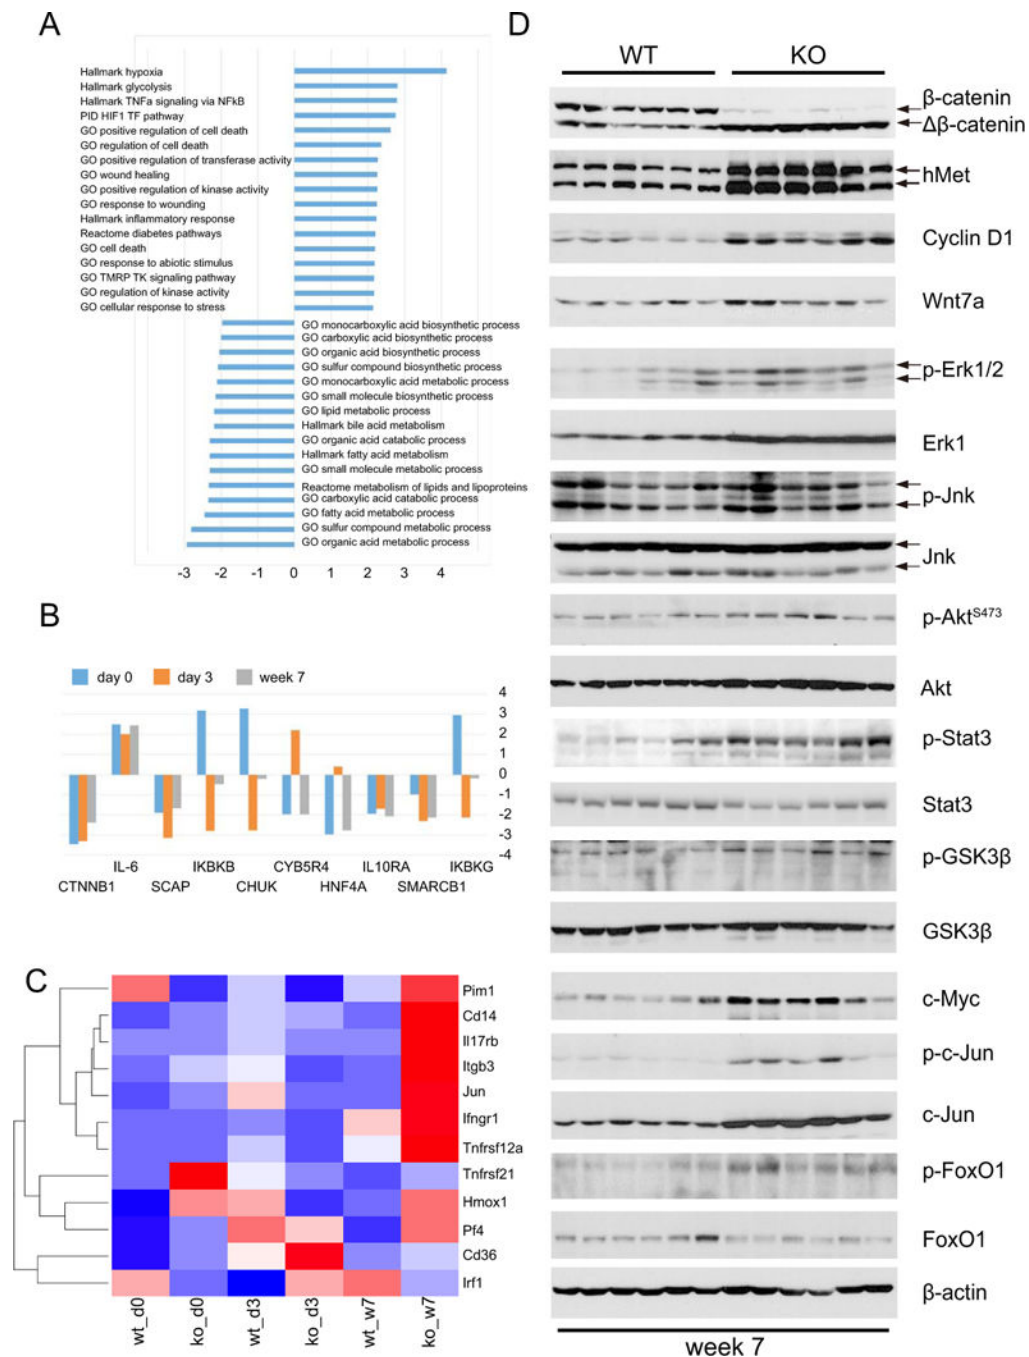 A
Hallmark hypoxia
Hallmark glycolysis
Hallmark TNFa signaling via NFkB
PID HIF1 TF pathway
GO positive regulation of cell death
GO regulation of cell death
GO positive regulation of transferase activity
GO wound healing
GO positive regulation of kinase activity
GO response to wounding
Hallmark inflammatory response
Reactome diabetes pathways
GO cell death
GO response to abiotic stimulus
GO TMRP TK signaling pathway
GO regulation of kinase activity
GO cellular response to stress
GO monocarboxylic acid biosynthetic process
GO carboxylic acid biosynthetic process
GO organic acid biosynthetic process
GO sulfur compound biosynthetic process
GO monocarboxylic acid metabolic process
GO small molecule biosynthetic process
GO lipid metabolic process
Hallmark bile acid metabolism
GO organic acid catabolic process
Hallmark fatty acid metabolism
GO small molecule metabolic process
Reactome metabolism of lipids and lipoproteins
GO carboxylic acid catabolic process
GO fatty acid metabolic process
GO sulfur compound metabolic process
GO organic acid metabolic process
-3 -2 -1 0 1 2 3 4
B
day 0 day 3 week 7
4
3
2
1
0
-1
-2
-3
-4
IL-6 IKBKB CYB5R4 IL10RA IKBKG
CTNNB1 SCAP CHUK HNF4A SMARCB1
C
Pim1
Cd14
Il17rb
Itgb3
Jun
Ifngr1
Tnfrsf12a
Tnfrsf21
Hmox1
Pf4
Cd36
Irf1
wt_d0 ko_d0 wt_d3 ko_d3 wt_w7 ko_w7
D
WT KO
β-catenin
Δβ-catenin
hMet
Cyclin D1
Wnt7a
p-Erk1/2
Erk1
p-Jnk
Jnk
p-AktS473
Akt
p-Stat3
Stat3
p-GSK3β
GSK3β
c-Myc
p-c-Jun
c-Jun
p-FoxO1
FoxO1
β-actin
week 7